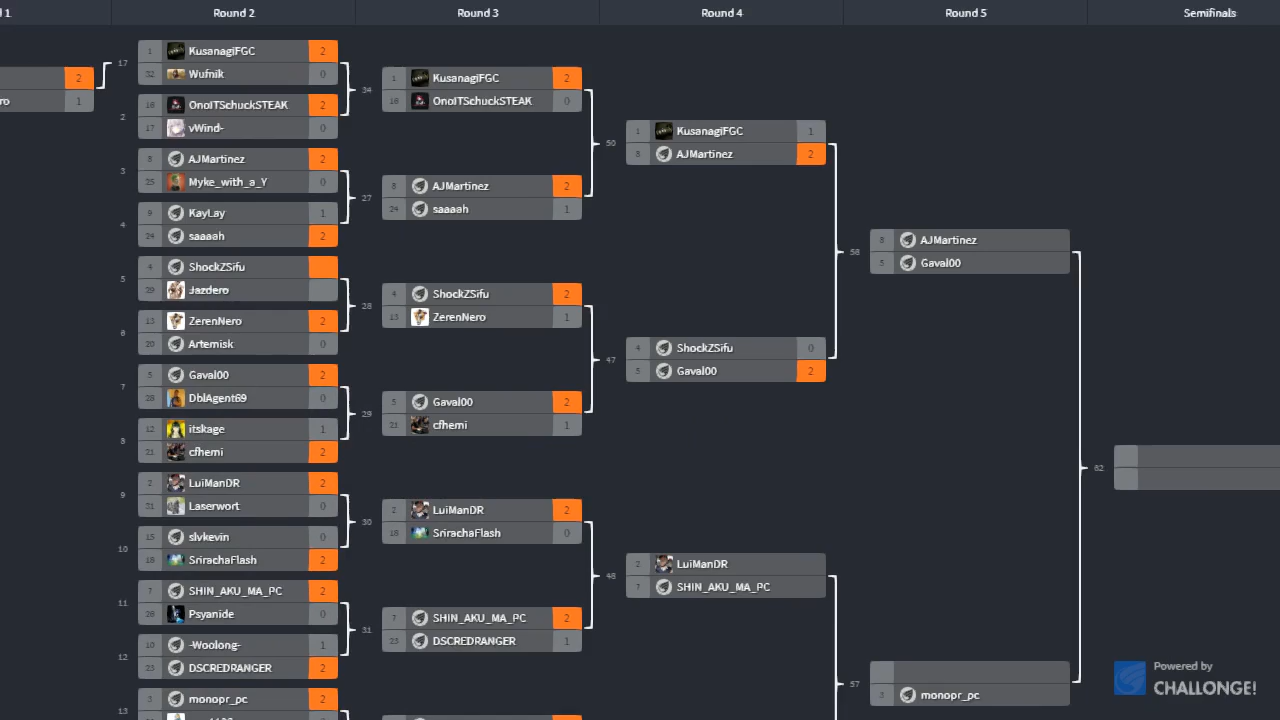 1
Round 2
Round 3
Round 4
Round 5
Semifinals
2
ro 1
17
1 KusanagiFGC 2
32 Wufnik 0
2
16 OnoITSchuckSTEAK 2
17 vWind- 0
3
8 AJMartinez 2
25 Myke_with_a_Y 0
4
9 KayLay 1
24 saaaah 2
5
4 ShockZSifu
29 Jazdero
6
13 ZerenNero 2
20 Artemisk 0
7
5 Gaval00 2
28 DblAgent69 0
8
12 itskage 1
21 cfhemi 2
9
2 LuiManDR 2
31 Laserwort 0
10
15 slvkevin 0
18 SrirachaFlash 2
11
7 SHIN_AKU_MA_PC 2
26 Psyanide 0
12
10 -Woolong- 1
23 DSCREDRANGER 2
13
3 monopr_pc 2
34
1 KusanagiFGC 2
16 OnoITSchuckSTEAK 0
27
8 AJMartinez 2
24 saaaah 1
28
4 ShockZSifu 2
13 ZerenNero 1
29
5 Gaval00 2
21 cfhemi 1
30
2 LuiManDR 2
18 SrirachaFlash 0
31
7 SHIN_AKU_MA_PC 2
23 DSCREDRANGER 1
50
1 KusanagiFGC 1
8 AJMartinez 2
47
4 ShockZSifu 0
5 Gaval00 2
48
2 LuiManDR
7 SHIN_AKU_MA_PC
58
8 AJMartinez
5 Gaval00
57
3 monopr_pc
62
Powered by
CHALLONGE!